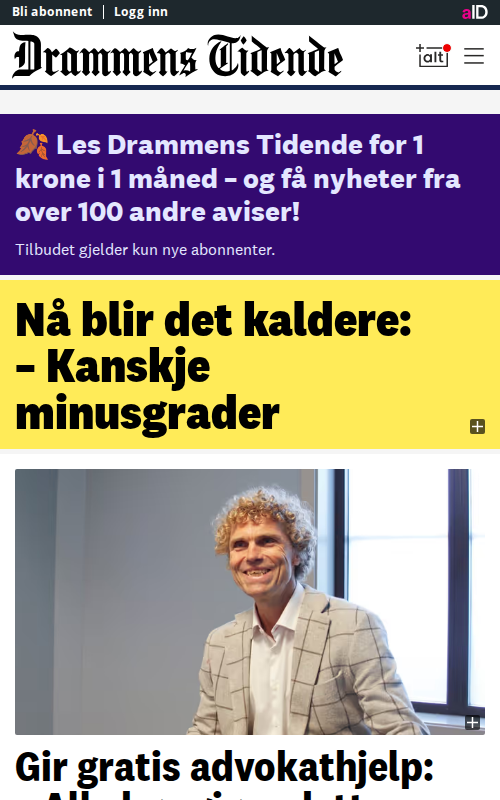 Bli abonnent
Logg inn
aID
Drammens Tidende
+alt
Les Drammens Tidende for 1
krone i 1 måned – og få nyheter fra
over 100 andre aviser!
Tilbudet gjelder kun nye abonnenter.
Nå blir det kaldere:
– Kanskje
minusgrader
Gir gratis advokathjelp: